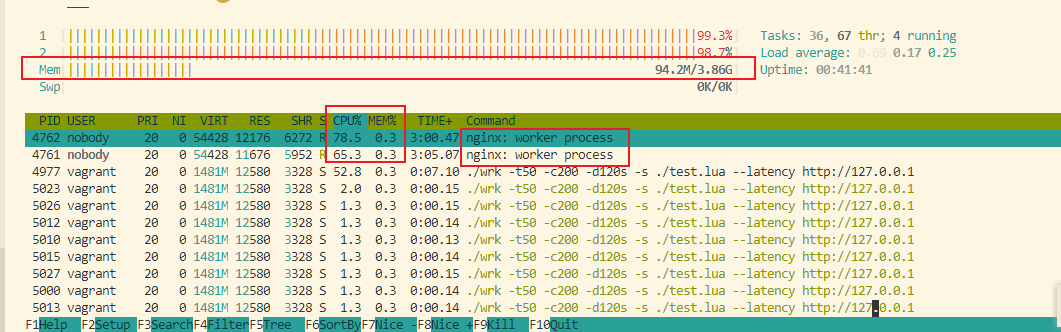 1 [||||||||||||||||||||||||||||||||||||||||||||||||||||||||||||||||||||||||||||||99.3%] Tasks: 36, 67 thr; 4 running
2 [||||||||||||||||||||||||||||||||||||||||||||||||||||||||||||||||||||||||||||||98.7%] Load average: 0.69 0.17 0.25
Mem[|||||||||||||||| 94.2M/3.86G] Uptime: 00:41:41
Swp[ 0K/0K]
PID USER PRI NI VIRT RES SHR S CPU% MEM% TIME+ Command
4762 nobody 20 0 54428 12176 6272 R 78.5 0.3 3:00.47 nginx: worker process
4761 nobody 20 0 54428 11676 5952 R 65.3 0.3 3:05.07 nginx: worker process
4977 vagrant 20 0 1481M 12580 3328 S 52.8 0.3 0:07.10 ./wrk -t50 -c200 -d120s -s ./test.lua --latency http://127.0.0.1
5023 vagrant 20 0 1481M 12580 3328 S 2.0 0.3 0:00.15 ./wrk -t50 -c200 -d120s -s ./test.lua --latency http://127.0.0.1
5026 vagrant 20 0 1481M 12580 3328 S 1.3 0.3 0:00.15 ./wrk -t50 -c200 -d120s -s ./test.lua --latency http://127.0.0.1
5012 vagrant 20 0 1481M 12580 3328 S 1.3 0.3 0:00.14 ./wrk -t50 -c200 -d120s -s ./test.lua --latency http://127.0.0.1
5010 vagrant 20 0 1481M 12580 3328 S 1.3 0.3 0:00.13 ./wrk -t50 -c200 -d120s -s ./test.lua --latency http://127.0.0.1
5015 vagrant 20 0 1481M 12580 3328 S 1.3 0.3 0:00.14 ./wrk -t50 -c200 -d120s -s ./test.lua --latency http://127.0.0.1
5027 vagrant 20 0 1481M 12580 3328 S 1.3 0.3 0:00.15 ./wrk -t50 -c200 -d120s -s ./test.lua --latency http://127.0.0.1
5000 vagrant 20 0 1481M 12580 3328 S 1.3 0.3 0:00.14 ./wrk -t50 -c200 -d120s -s ./test.lua --latency http://127.0.0.1
5013 vagrant 20 0 1481M 12580 3328 S 1.3 0.3 0:00.14 ./wrk -t50 -c200 -d120s -s ./test.lua --latency http://127.0.0.1
F1Help F2Setup F3SearchF4FilterF5Tree F6SortByF7Nice -F8Nice +F9Kill F10Quit